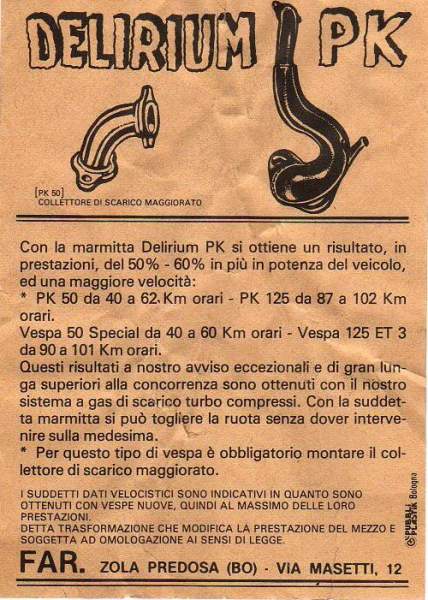 DELIRIUM PK
[PK 50]
COLLETTORE DI SCARICO MAGGIORATO
Con la marmitta Delirium PK si ottiene un risultato, in
prestazioni, del 50% - 60% in più in potenza del veicolo,
ed una maggiore velocità:
* PK 50 da 40 a 62 Km orari - PK 125 da 87 a 102 Km
orari.
Vespa 50 Special da 40 a 60 Km orari - Vespa 125 ET 3
da 90 a 101 Km orari.
Questi risultati a nostro avviso eccezionali e di gran lun-
ga superiori alla concorrenza sono ottenuti con il nostro
sistema a gas di scarico turbo compressi. Con la suddet-
ta marmitta si può togliere la ruota senza dover interve-
nire sulla medesima.
* Per questo tipo di vespa è obbligatorio montare il col-
lettore di scarico maggiorato.
I SUDDETTI DATI VELOCISTICI SONO INDICATIVI IN QUANTO SONO
OTTENUTI CON VESPE NUOVE, QUINDI AL MASSIMO DELLE LORO
PRESTAZIONI.
DETTA TRASFORMAZIONE CHE MODIFICA LA PRESTAZIONE DEL MEZZO E
SOGGETTA AD OMOLOGAZIONE AI SENSI DI LEGGE.
PUBBLI
PLASTIK Bologna
FAR. ZOLA PREDOSA (BO) - VIA MASETTI, 12